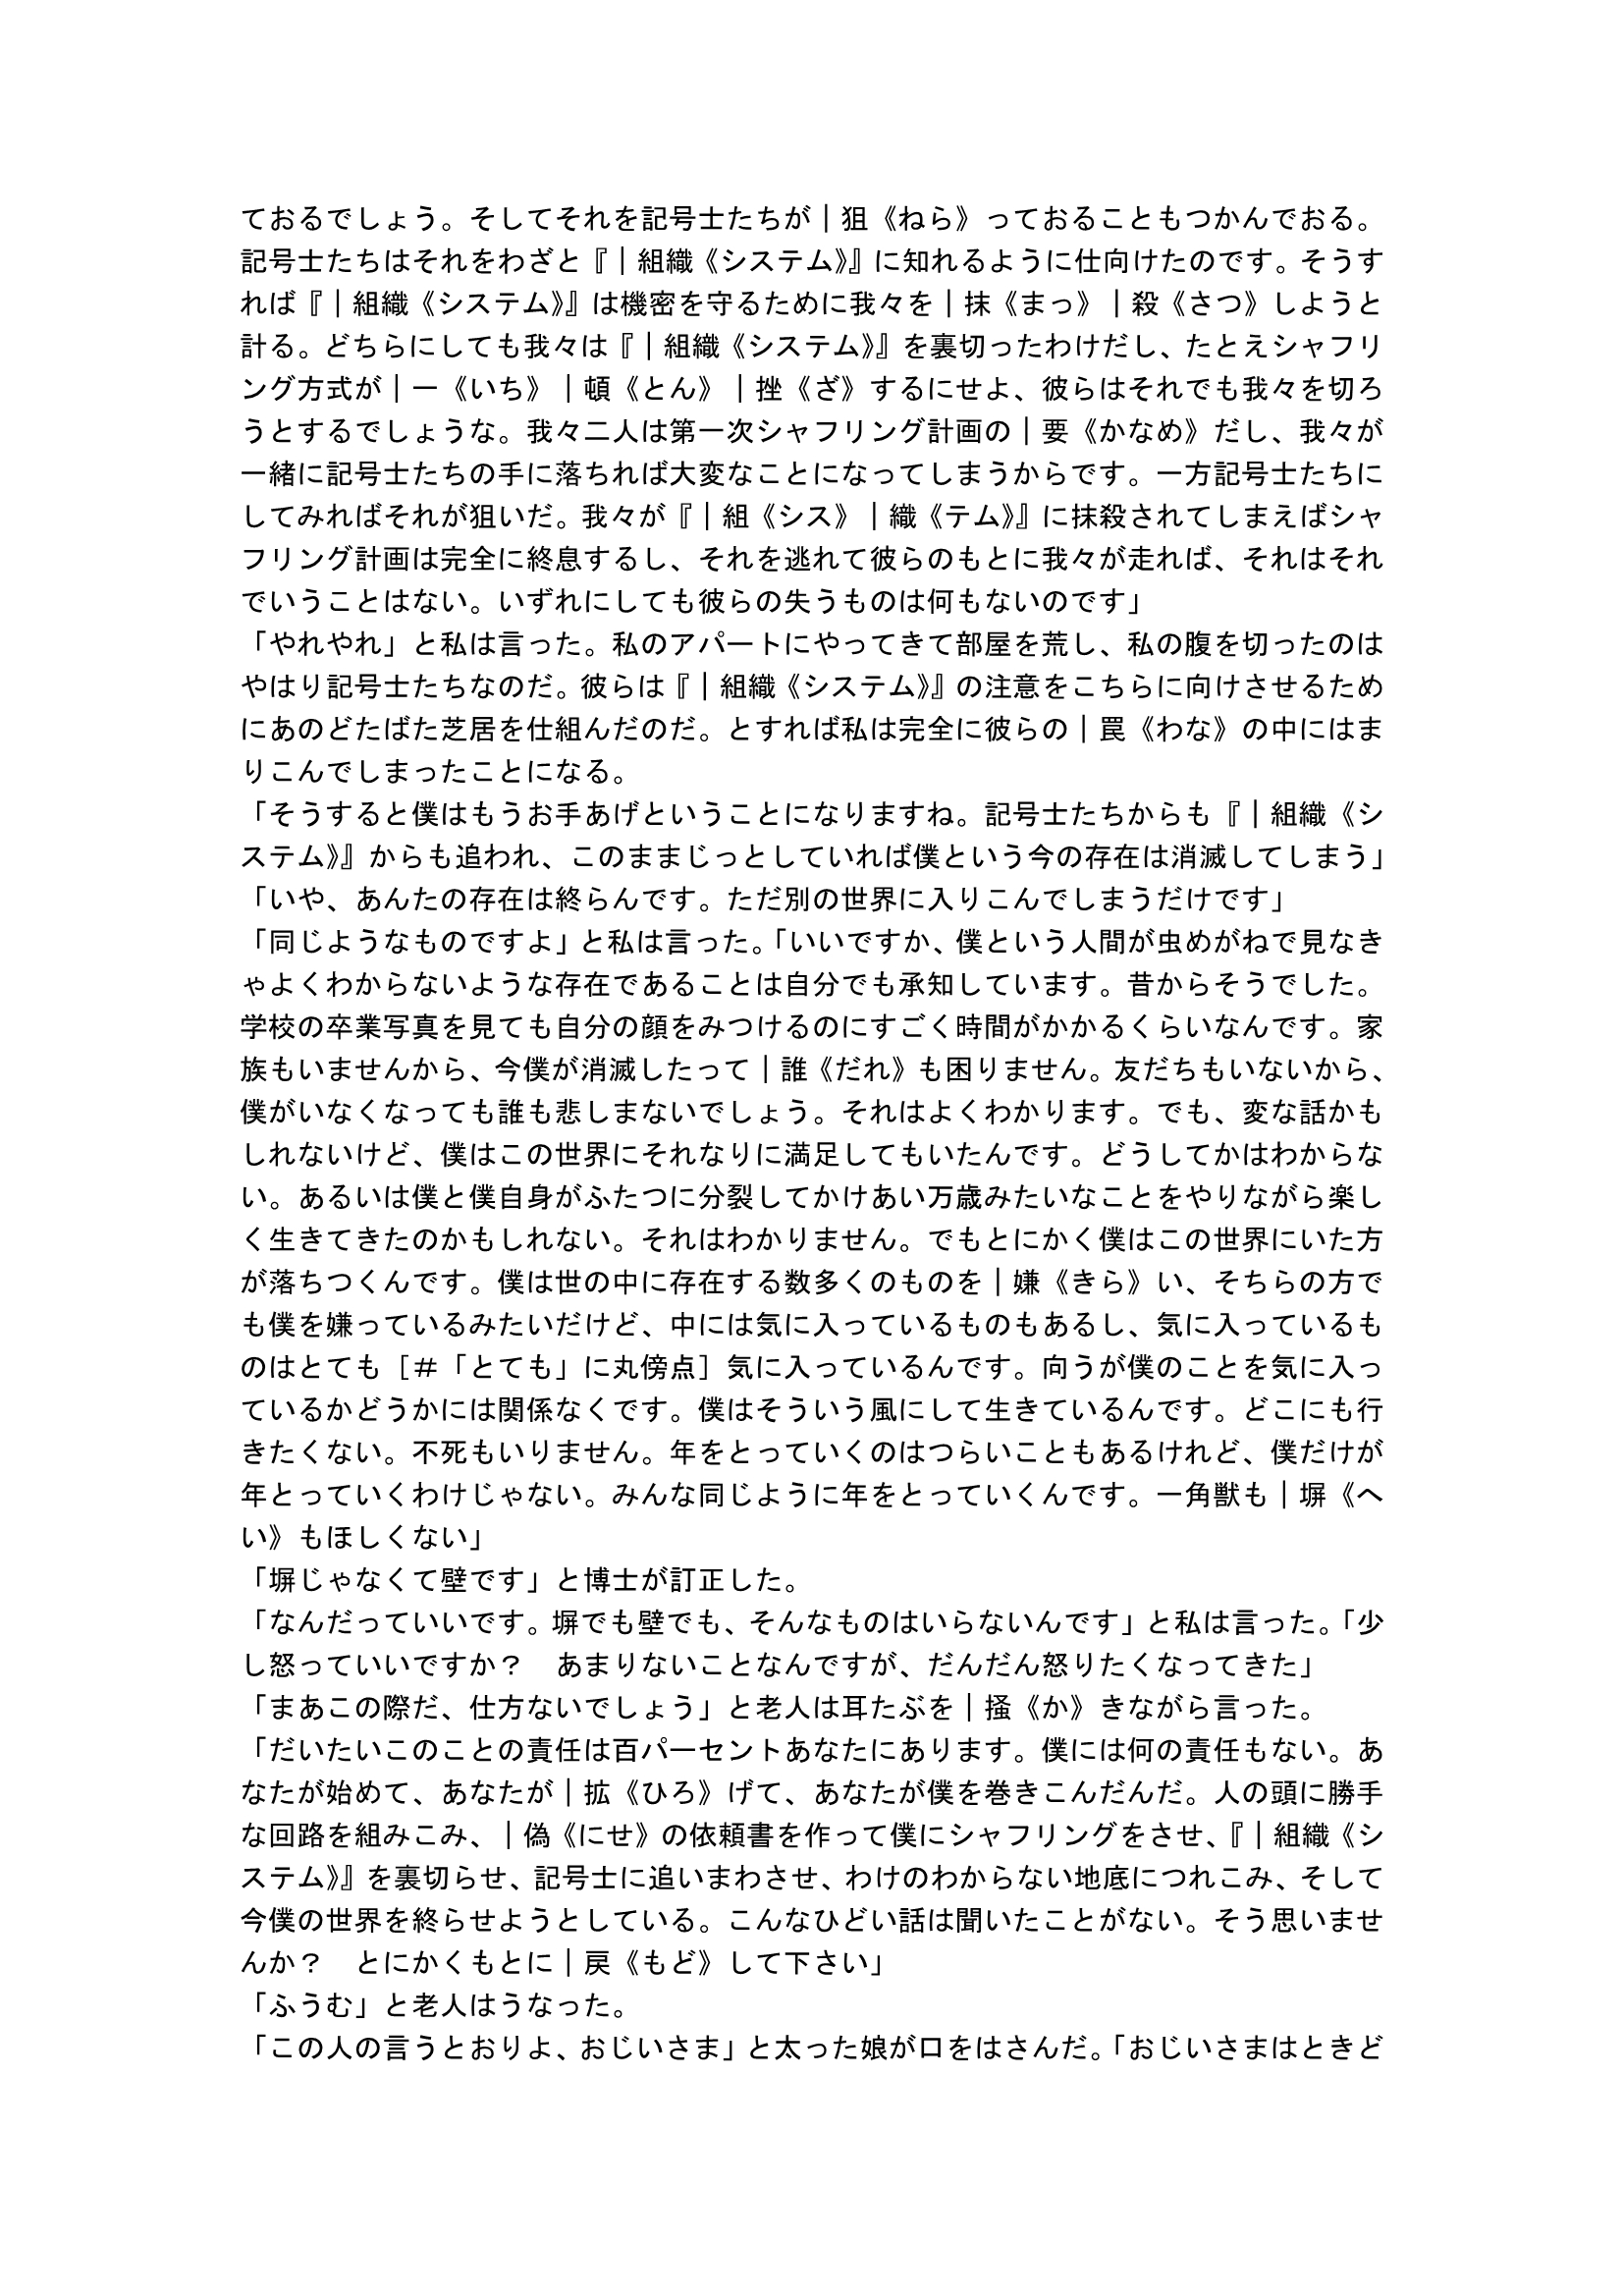 ておるでしょう。そしてそれを記号士たちが｜狙《ねら》っておることもつかんでおる。
記号士たちはそれをわざと『｜組織《システム》』に知れるように仕向けたのです。そうす
れば『｜組織《システム》』は機密を守るために我々を｜抹《まっ》｜殺《さつ》しようと
計る。どちらにしても我々は『｜組織《システム》』を裏切ったわけだし、たとえシャフリ
ング方式が｜一《いち》｜頓《とん》｜挫《ざ》するにせよ、彼らはそれでも我々を切ろ
うとするでしょうな。我々二人は第一次シャフリング計画の｜要《かなめ》だし、我々が
一緒に記号士たちの手に落ちれば大変なことになってしまうからです。一方記号士たちに
してみればそれが狙いだ。我々が『｜組《シス》｜織《テム》』に抹殺されてしまえばシャ
フリング計画は完全に終息するし、それを逃れて彼らのもとに我々が走れば、それはそれ
でいうことはない。いずれにしても彼らの失うものは何もないのです」
「やれやれ」と私は言った。私のアパートにやってきて部屋を荒し、私の腹を切ったのは
やはり記号士たちなのだ。彼らは『｜組織《システム》』の注意をこちらに向けさせるため
にあのどたばた芝居を仕組んだのだ。とすれば私は完全に彼らの｜罠《わな》の中にはま
りこんでしまったことになる。
「そうすると僕はもうお手あげということになりますね。記号士たちからも『｜組織《シ
ステム》』からも追われ、このままじっとしていれば僕という今の存在は消滅してしまう」
「いや、あんたの存在は終らんです。ただ別の世界に入りこんでしまうだけです」
「同じようなものですよ」と私は言った。「いいですか、僕という人間が虫めがねで見なき
ゃよくわからないような存在であることは自分でも承知しています。昔からそうでした。
学校の卒業写真を見ても自分の顔をみつけるのにすごく時間がかかるくらいなんです。家
族もいませんから、今僕が消滅したって｜誰《だれ》も困りません。友だちもいないから、
僕がいなくなっても誰も悲しまないでしょう。それはよくわかります。でも、変な話かも
しれないけど、僕はこの世界にそれなりに満足してもいたんです。どうしてかはわからな
い。あるいは僕と僕自身がふたつに分裂してかけあい万歳みたいなことをやりながら楽し
く生きてきたのかもしれない。それはわかりません。でもとにかく僕はこの世界にいた方
が落ちつくんです。僕は世の中に存在する数多くのものを｜嫌《きら》い、そちらの方で
も僕を嫌っているみたいだけど、中には気に入っているものもあるし、気に入っているも
のはとても［＃「とても」に丸傍点］気に入っているんです。向うが僕のことを気に入っ
ているかどうかには関係なくです。僕はそういう風にして生きているんです。どこにも行
きたくない。不死もいりません。年をとっていくのはつらいこともあるけれど、僕だけが
年とっていくわけじゃない。みんな同じように年をとっていくんです。一角獣も｜塀《へ
い》もほしくない」
「塀じゃなくて壁です」と博士が訂正した。
「なんだっていいです。塀でも壁でも、そんなものはいらないんです」と私は言った。「少
し怒っていいですか？　あまりないことなんですが、だんだん怒りたくなってきた」
「まあこの際だ、仕方ないでしょう」と老人は耳たぶを｜掻《か》きながら言った。
「だいたいこのことの責任は百パーセントあなたにあります。僕には何の責任もない。あ
なたが始めて、あなたが｜拡《ひろ》げて、あなたが僕を巻きこんだんだ。人の頭に勝手
な回路を組みこみ、｜偽《にせ》の依頼書を作って僕にシャフリングをさせ、『｜組織《シ
ステム》』を裏切らせ、記号士に追いまわさせ、わけのわからない地底につれこみ、そして
今僕の世界を終らせようとしている。こんなひどい話は聞いたことがない。そう思いませ
んか？　とにかくもとに｜戻《もど》して下さい」
「ふうむ」と老人はうなった。
「この人の言うとおりよ、おじいさま」と太った娘が口をはさんだ。「おじいさまはときど